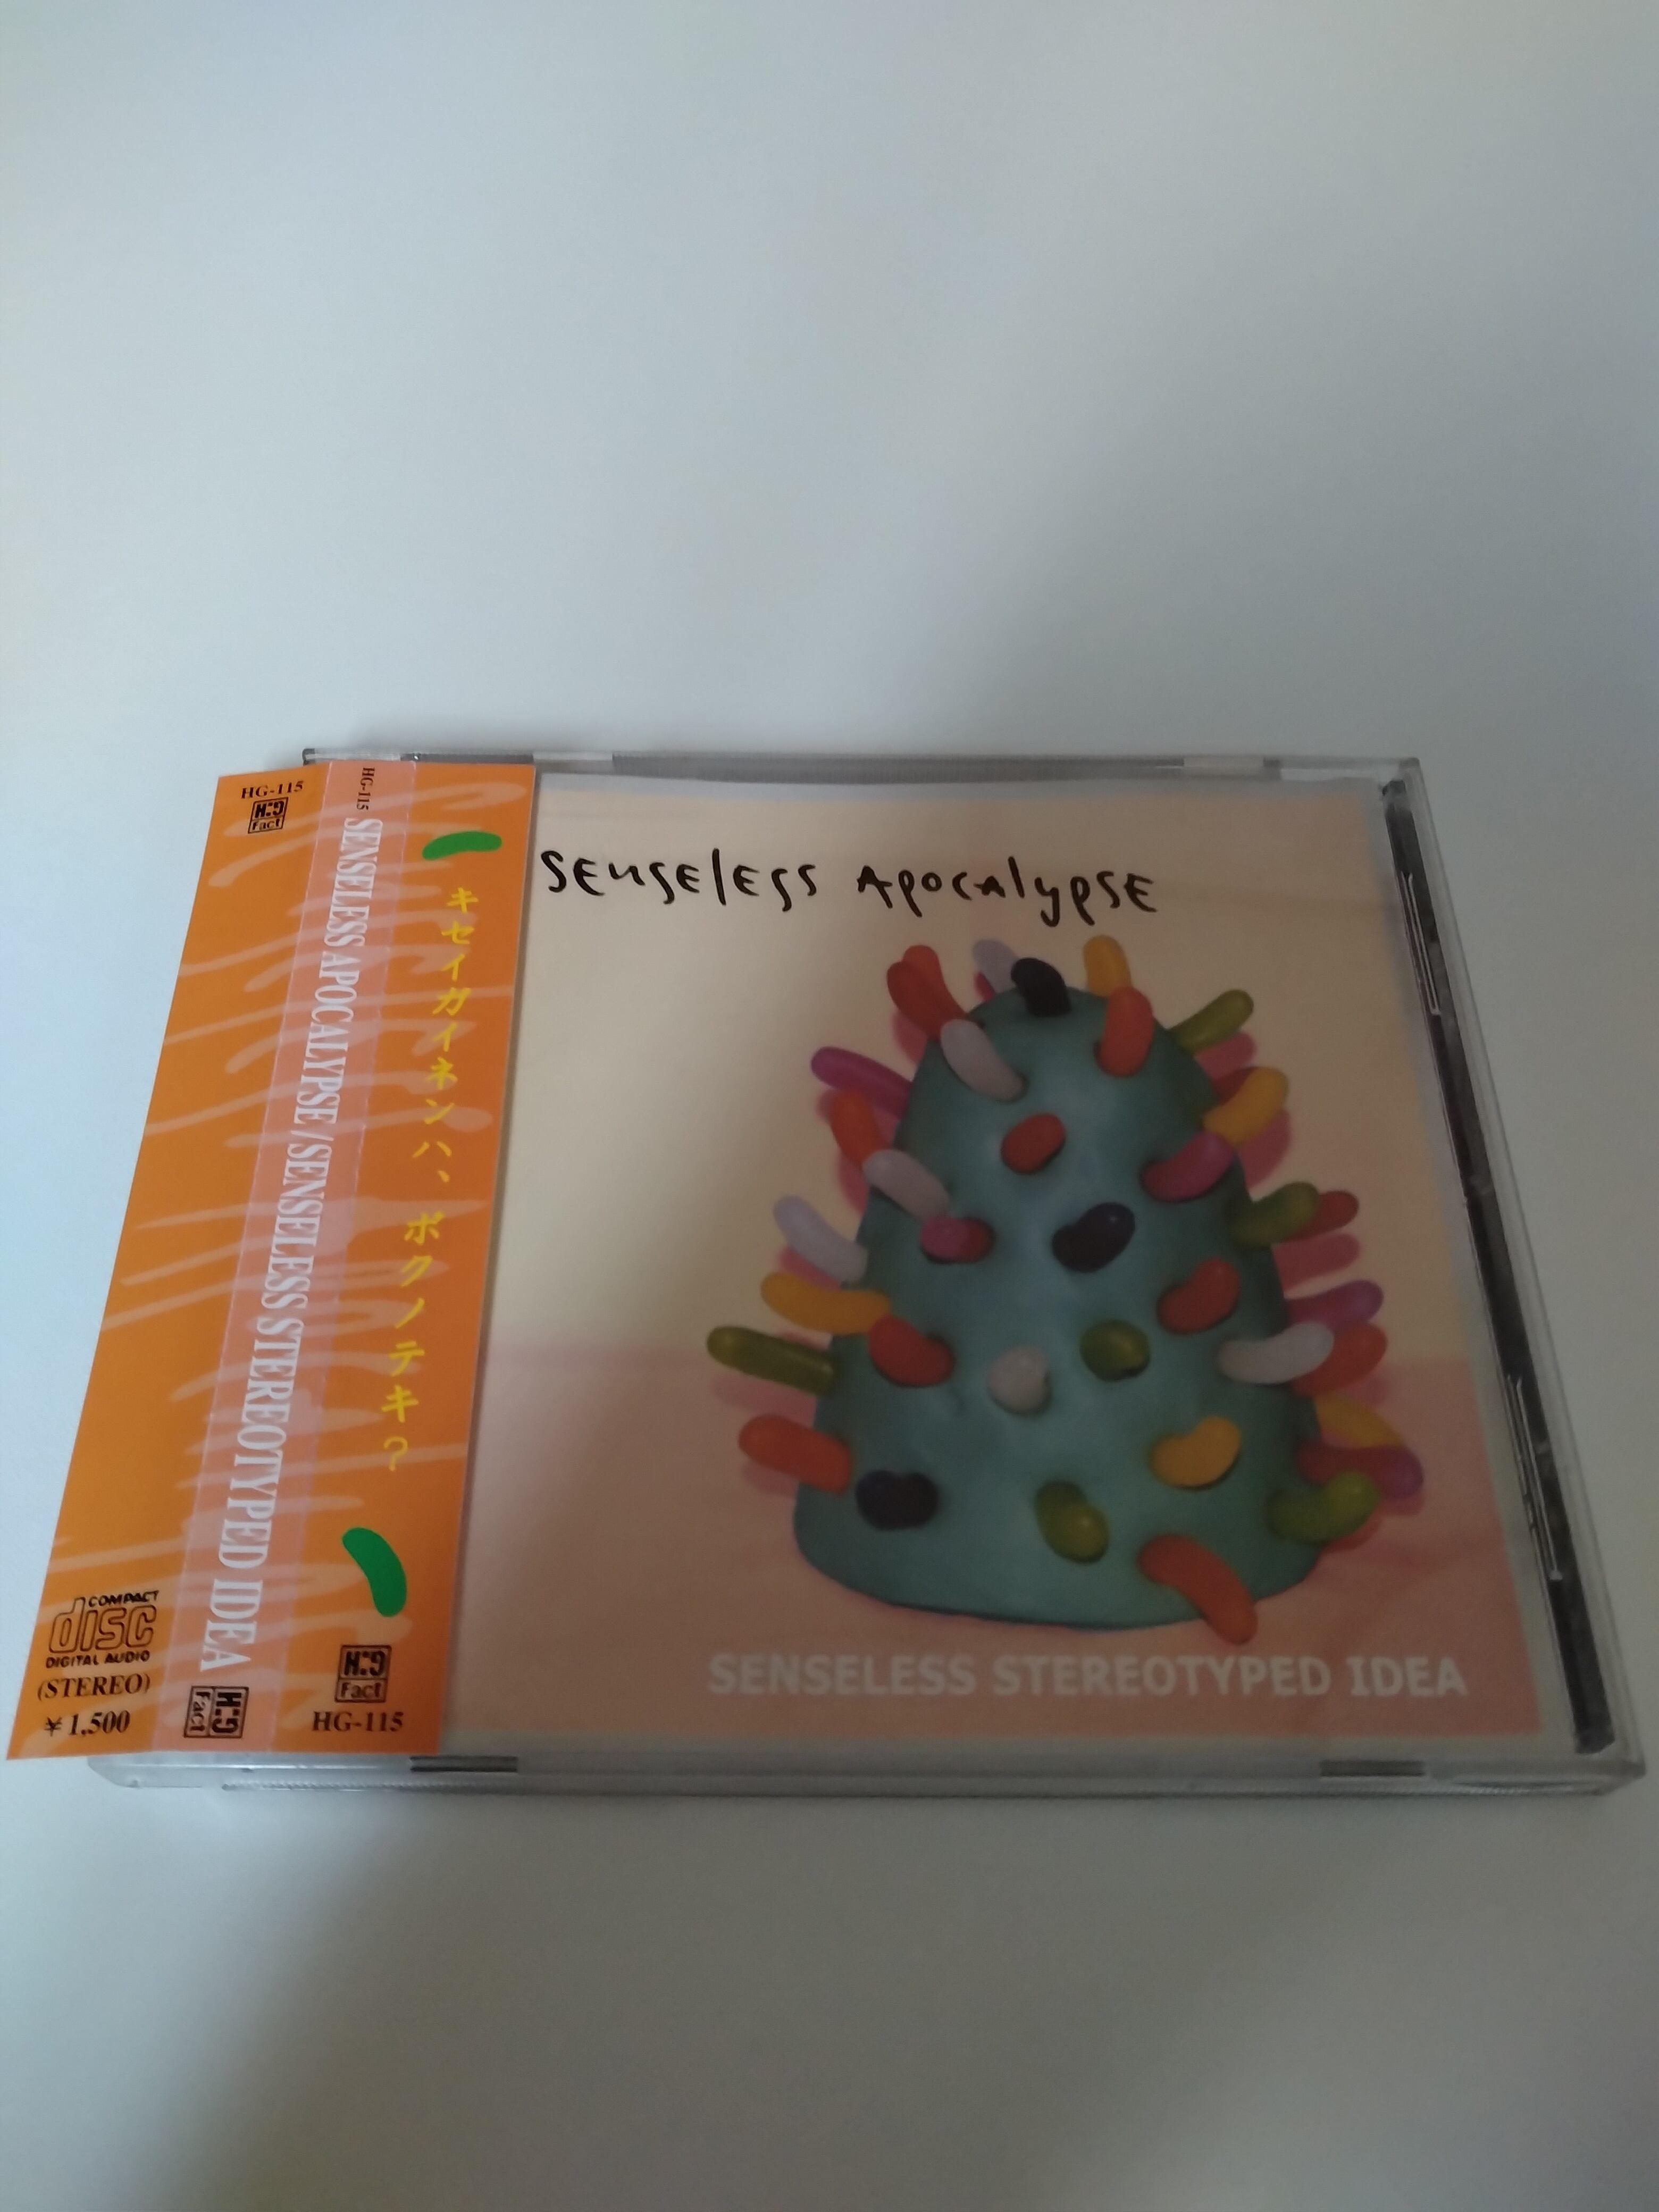 HG-115
H:G
Fact
COMPACT
disc
DIGITAL AUDIO
(STEREO)
¥1,500
HG-115 SENSELESS APOCALYPSE/SENSELESS STEREOTYPED IDEA
H:G
Fact
キセイガイネンハ、ボクノテキ？
H:G
Fact
HG-115
SENSElESS APOCAlypSE
SENSELESS STEREOTYPED IDEA